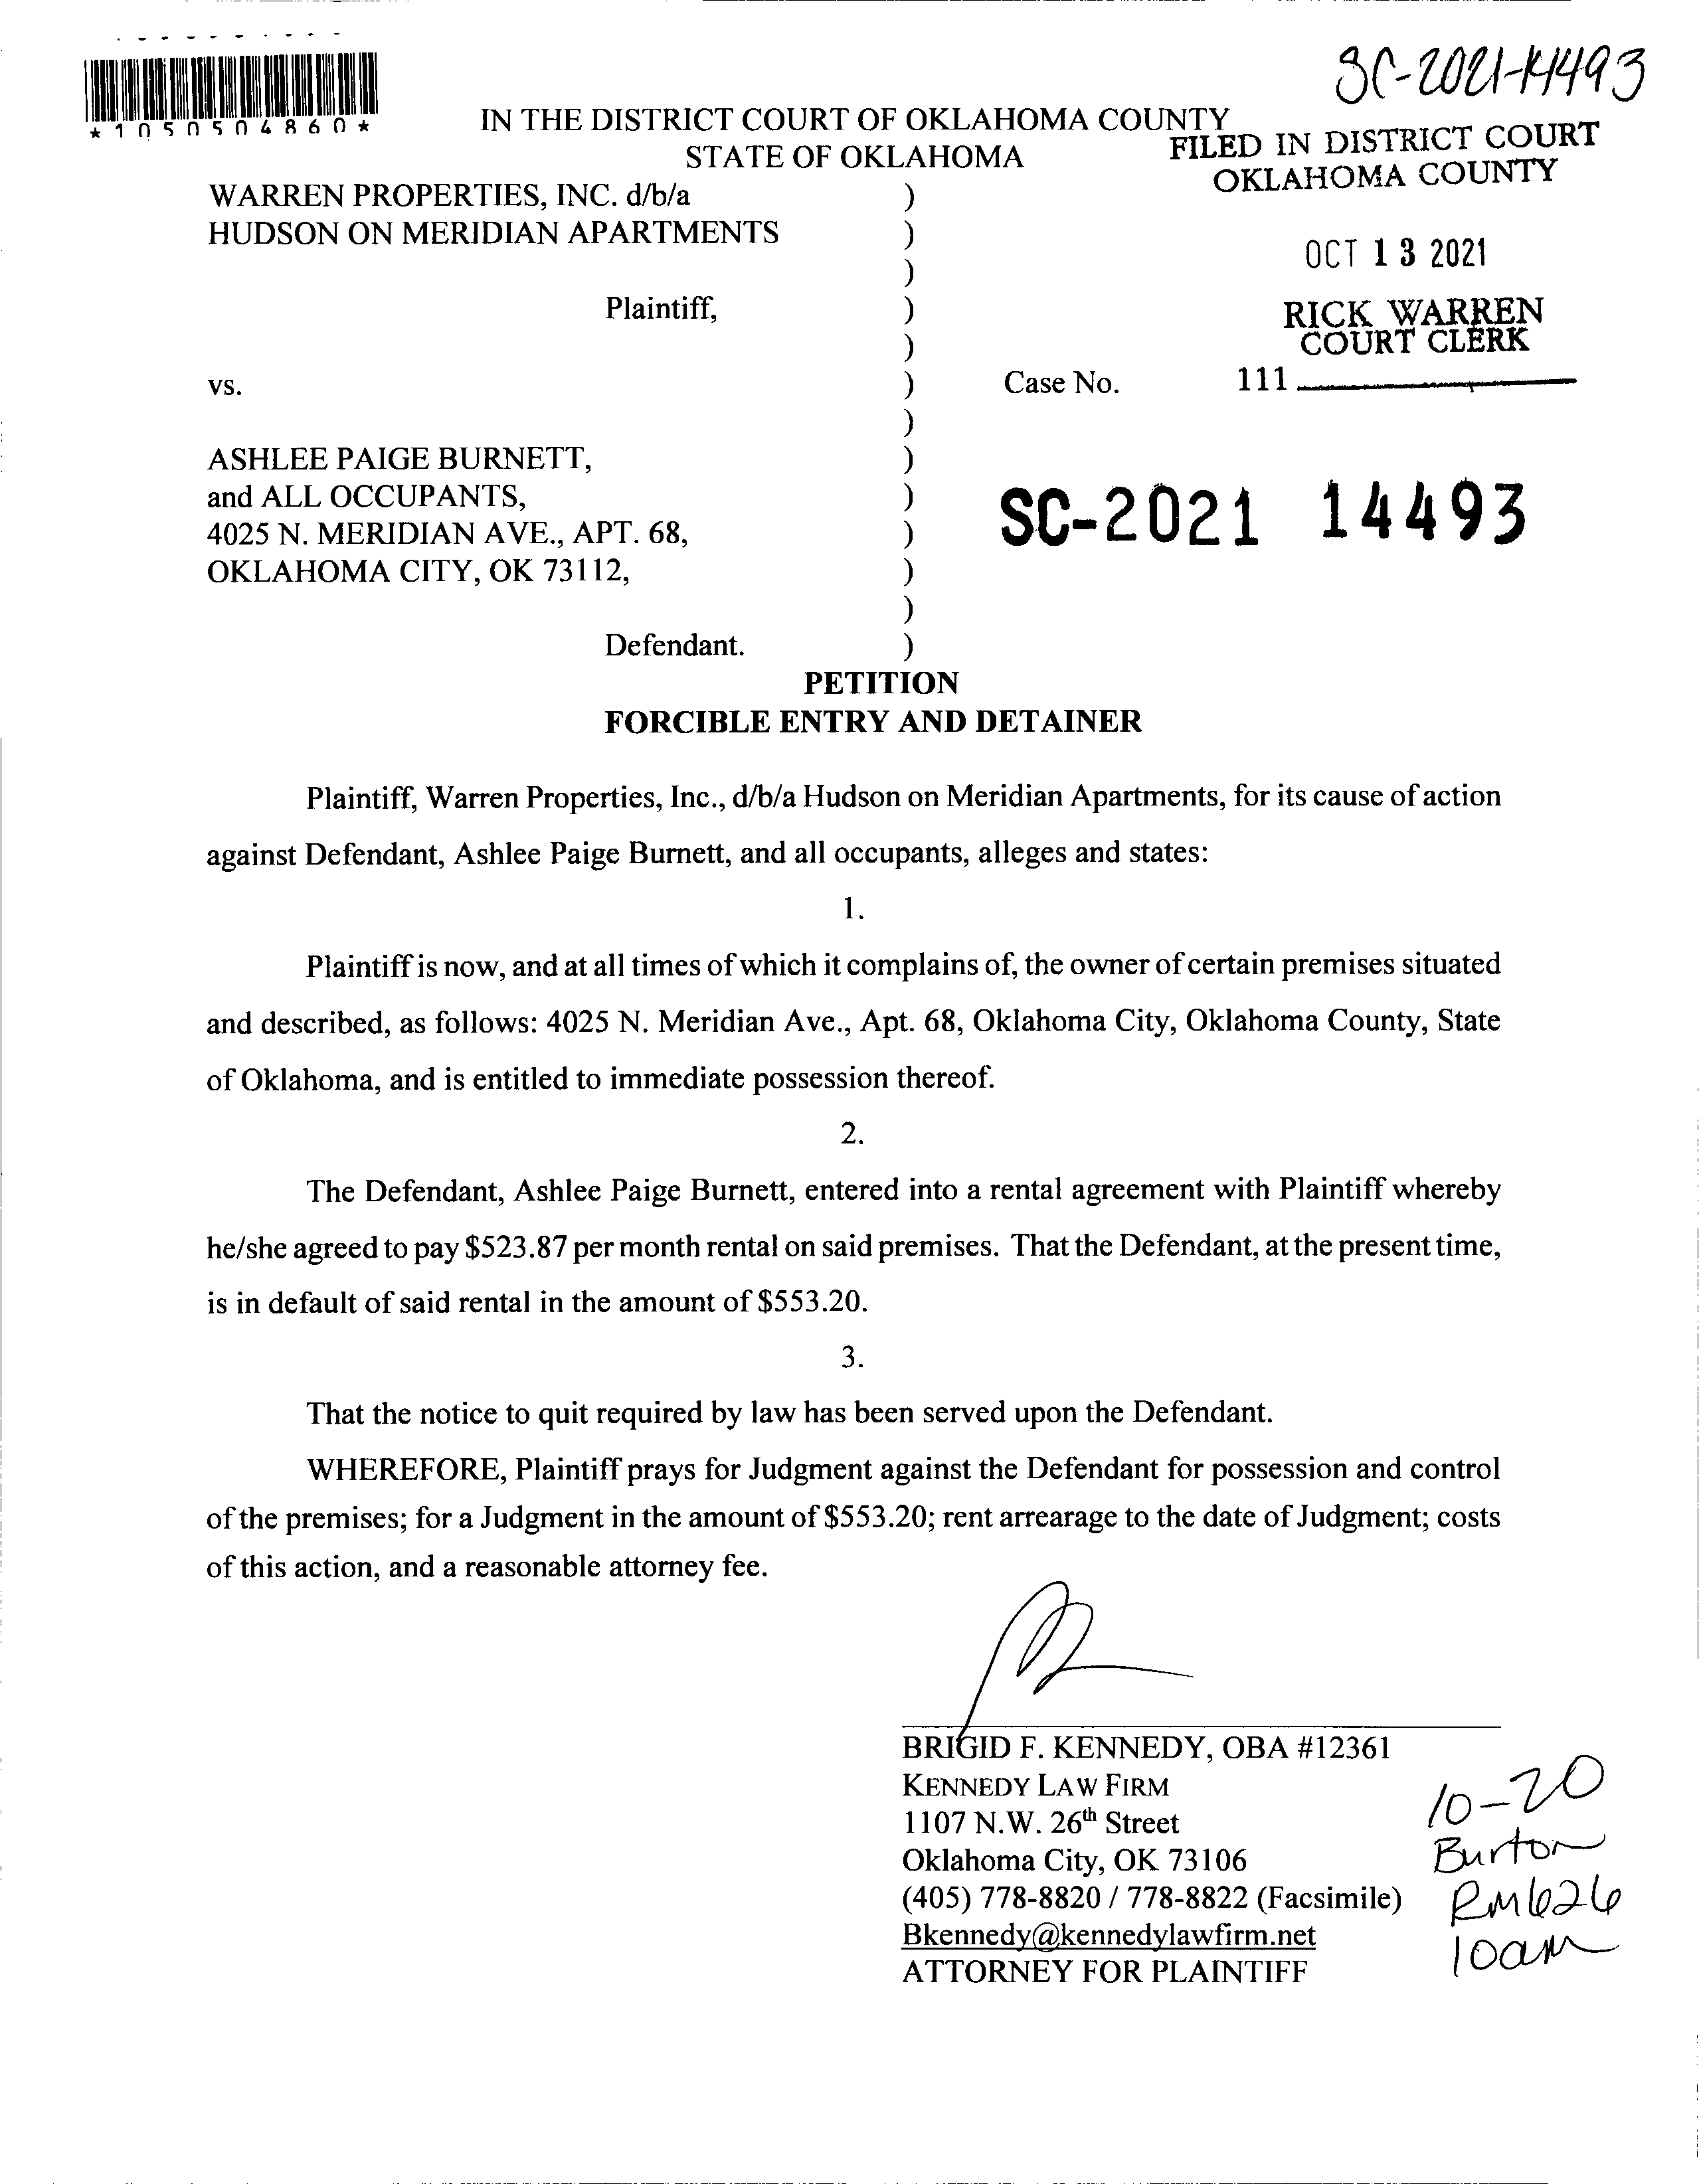 SC-2021-14493
*1050504860*
IN THE DISTRICT COURT OF OKLAHOMA COUNTY
STATE OF OKLAHOMA
FILED IN DISTRICT COURT
OKLAHOMA COUNTY
OCT 13 2021
RICK WARREN
COURT CLERK
111
WARREN PROPERTIES, INC. d/b/a )
HUDSON ON MERIDIAN APARTMENTS )
)
Plaintiff, )
)
vs. ) Case No.
)
ASHLEE PAIGE BURNETT, )
and ALL OCCUPANTS, ) SC-2021 14493
4025 N. MERIDIAN AVE., APT. 68, )
OKLAHOMA CITY, OK 73112, )
)
Defendant. )
PETITION
FORCIBLE ENTRY AND DETAINER
Plaintiff, Warren Properties, Inc., d/b/a Hudson on Meridian Apartments, for its cause of action
against Defendant, Ashlee Paige Burnett, and all occupants, alleges and states:
1.
Plaintiff is now, and at all times of which it complains of, the owner of certain premises situated
and described, as follows: 4025 N. Meridian Ave., Apt. 68, Oklahoma City, Oklahoma County, State
of Oklahoma, and is entitled to immediate possession thereof.
2.
The Defendant, Ashlee Paige Burnett, entered into a rental agreement with Plaintiff whereby
he/she agreed to pay $523.87 per month rental on said premises. That the Defendant, at the present time,
is in default of said rental in the amount of $553.20.
3.
That the notice to quit required by law has been served upon the Defendant.
WHEREFORE, Plaintiff prays for Judgment against the Defendant for possession and control
of the premises; for a Judgment in the amount of $553.20; rent arrearage to the date of Judgment; costs
of this action, and a reasonable attorney fee.
BRIGID F. KENNEDY, OBA #12361
KENNEDY LAW FIRM
1107 N.W. 26th Street
Oklahoma City, OK 73106
(405) 778-8820 / 778-8822 (Facsimile)
Bkennedy@kennedylawfirm.net
ATTORNEY FOR PLAINTIFF
10-20
Burton
RM626
10am